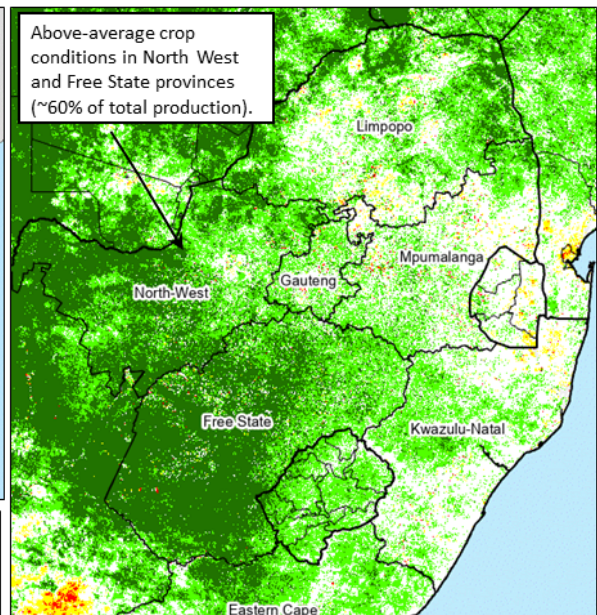 Above-average crop
conditions in North West
and Free State provinces
(~60% of total production).
Limpopo
Mpumalanga
Gauteng
North-West
Free State
Kwazulu-Natal
Eastern Cape